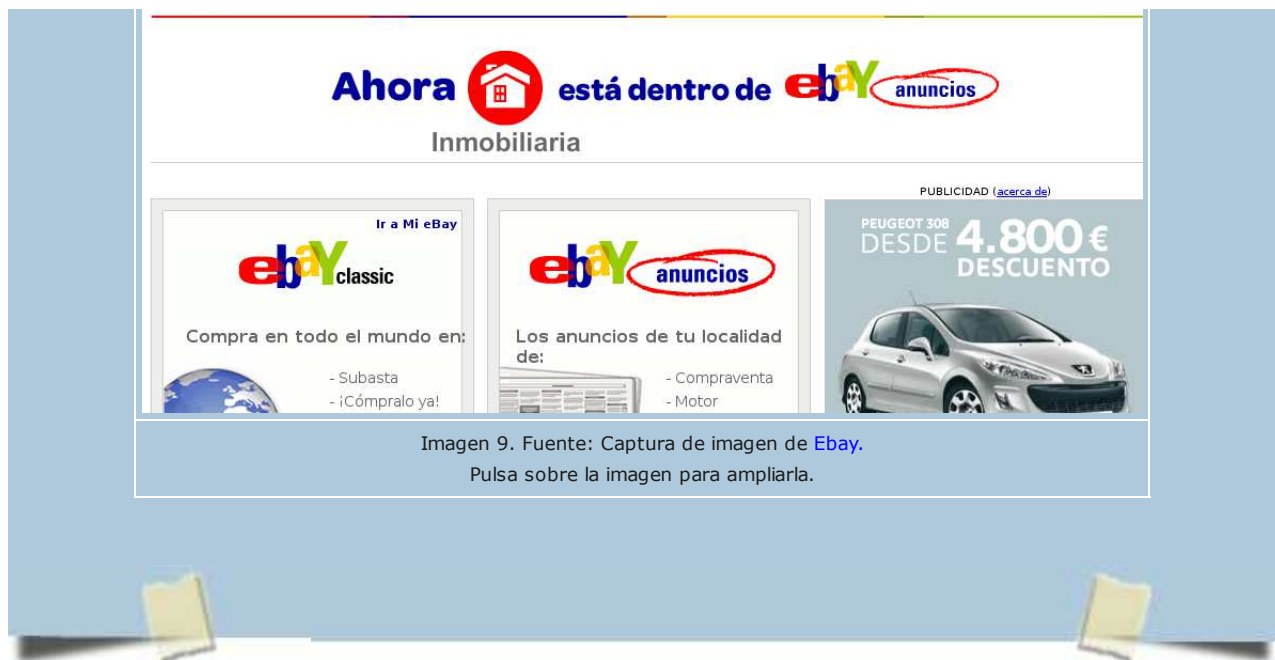 Ahora está dentro de ebaY anuncios
Inmobiliaria
PUBLICIDAD (acerca de)
Ir a Mi eBay
ebaY classic
Compra en todo el mundo en:
- Subasta
- ¡Cómpralo ya!
ebaY anuncios
Los anuncios de tu localidad
de:
- Compraventa
- Motor
PEUGEOT 308
DESDE 4.800 €
DESCUENTO
Imagen 9. Fuente: Captura de imagen de Ebay.
Pulsa sobre la imagen para ampliarla.